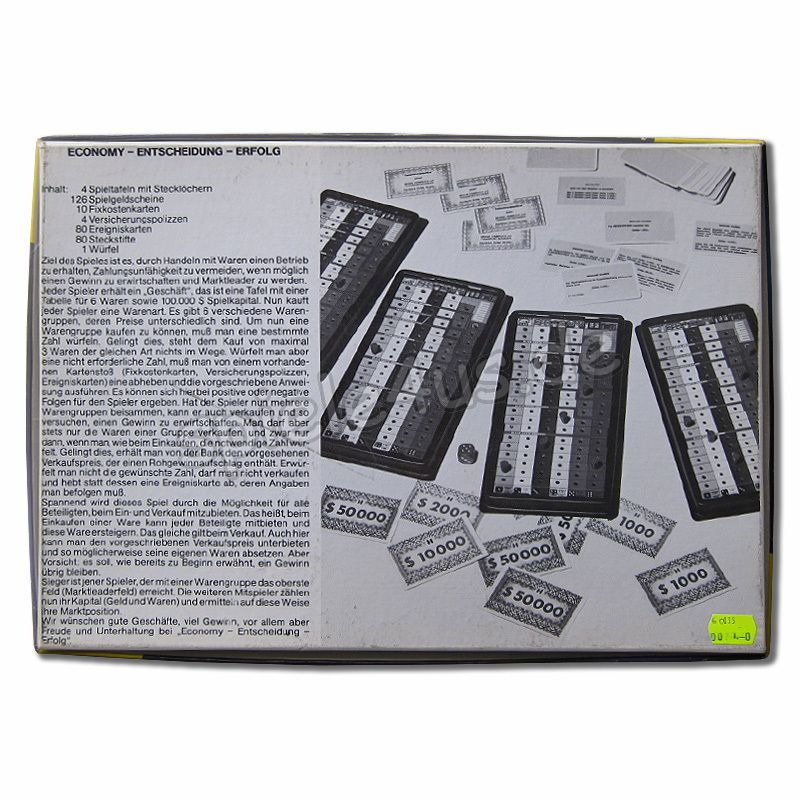 ECONOMY – ENTSCHEIDUNG – ERFOLG
Inhalt: 4 Spieltafeln mit Stecklöchern
126 Spielgeldscheine
10 Fixkostenkarten
4 Versicherungspolizzen
80 Ereigniskarten
80 Steckstifte
1 Würfel
Ziel des Spieles ist es, durch Handeln mit Waren einen Betrieb
zu erhalten, Zahlungsunfähigkeit zu vermeiden, wenn möglich
einen Gewinn zu erwirtschaften und Marktleader zu werden.
Jeder Spieler erhält ein „Geschäft", das ist eine Tafel mit einer
Tabelle für 6 Waren sowie 100.000 S Spielkapital. Nun kauft
jeder Spieler eine Warenart. Es gibt 6 verschiedene Waren-
gruppen, deren Preise unterschiedlich sind. Um nun eine
Warengruppe kaufen zu können, muß man eine bestimmte
Zahl würfeln. Gelingt dies, steht dem Kauf von maximal
3 Waren der gleichen Art nichts im Wege. Würfelt man aber
eine nicht erforderliche Zahl, muß man von einem vorhande-
nen Kartenstoß (Fixkostenkarten, Versicherungspolizzen,
Ereigniskarten) eine abheben und die vorgeschriebene Anwei-
sung ausführen. Es können sich hierbei positive oder negative
Folgen für den Spieler ergeben. Hat der Spieler nun mehrere
Warengruppen beisammen, kann er auch verkaufen und so
versuchen, einen Gewinn zu erwirtschaften. Man darf aber
stets nur die Waren einer Gruppe verkaufen, und zwar nur
dann, wenn man, wie beim Einkaufen, die notwendige Zahl wür-
felt. Gelingt dies, erhält man von der Bank den vorgesehenen
Verkaufspreis, der einen Rohgewinnaufschlag enthält. Erwür-
felt man nicht die gewünschte Zahl, darf man nicht verkaufen
und hebt statt dessen eine Ereigniskarte ab, deren Angaben
man befolgen muß.
Spannend wird dieses Spiel durch die Möglichkeit für alle
Beteiligten, beim Ein- und Verkauf mitzubieten. Das heißt, beim
Einkaufen einer Ware kann jeder Beteiligte mitbieten und
diese Ware ersteigern. Das gleiche gilt beim Verkauf. Auch hier
kann man den vorgeschriebenen Verkaufspreis unterbieten
und so möglicherweise seine eigenen Waren absetzen. Aber
Vorsicht: es soll, wie bereits zu Beginn erwähnt, ein Gewinn
übrig bleiben.
Sieger ist jener Spieler, der mit einer Warengruppe das oberste
Feld (Marktleaderfeld) erreicht. Die weiteren Mitspieler zählen
nun ihr Kapital (Geld und Waren) und ermitteln auf diese Weise
ihre Marktposition.
Wir wünschen gute Geschäfte, viel Gewinn, vor allem aber
Freude und Unterhaltung bei „Economy – Entscheidung –
Erfolg".
$ 50000
$ 2000
$ 10000
$ 50000
$ 50000
$ 1000
$ 1000
spiele4us.de